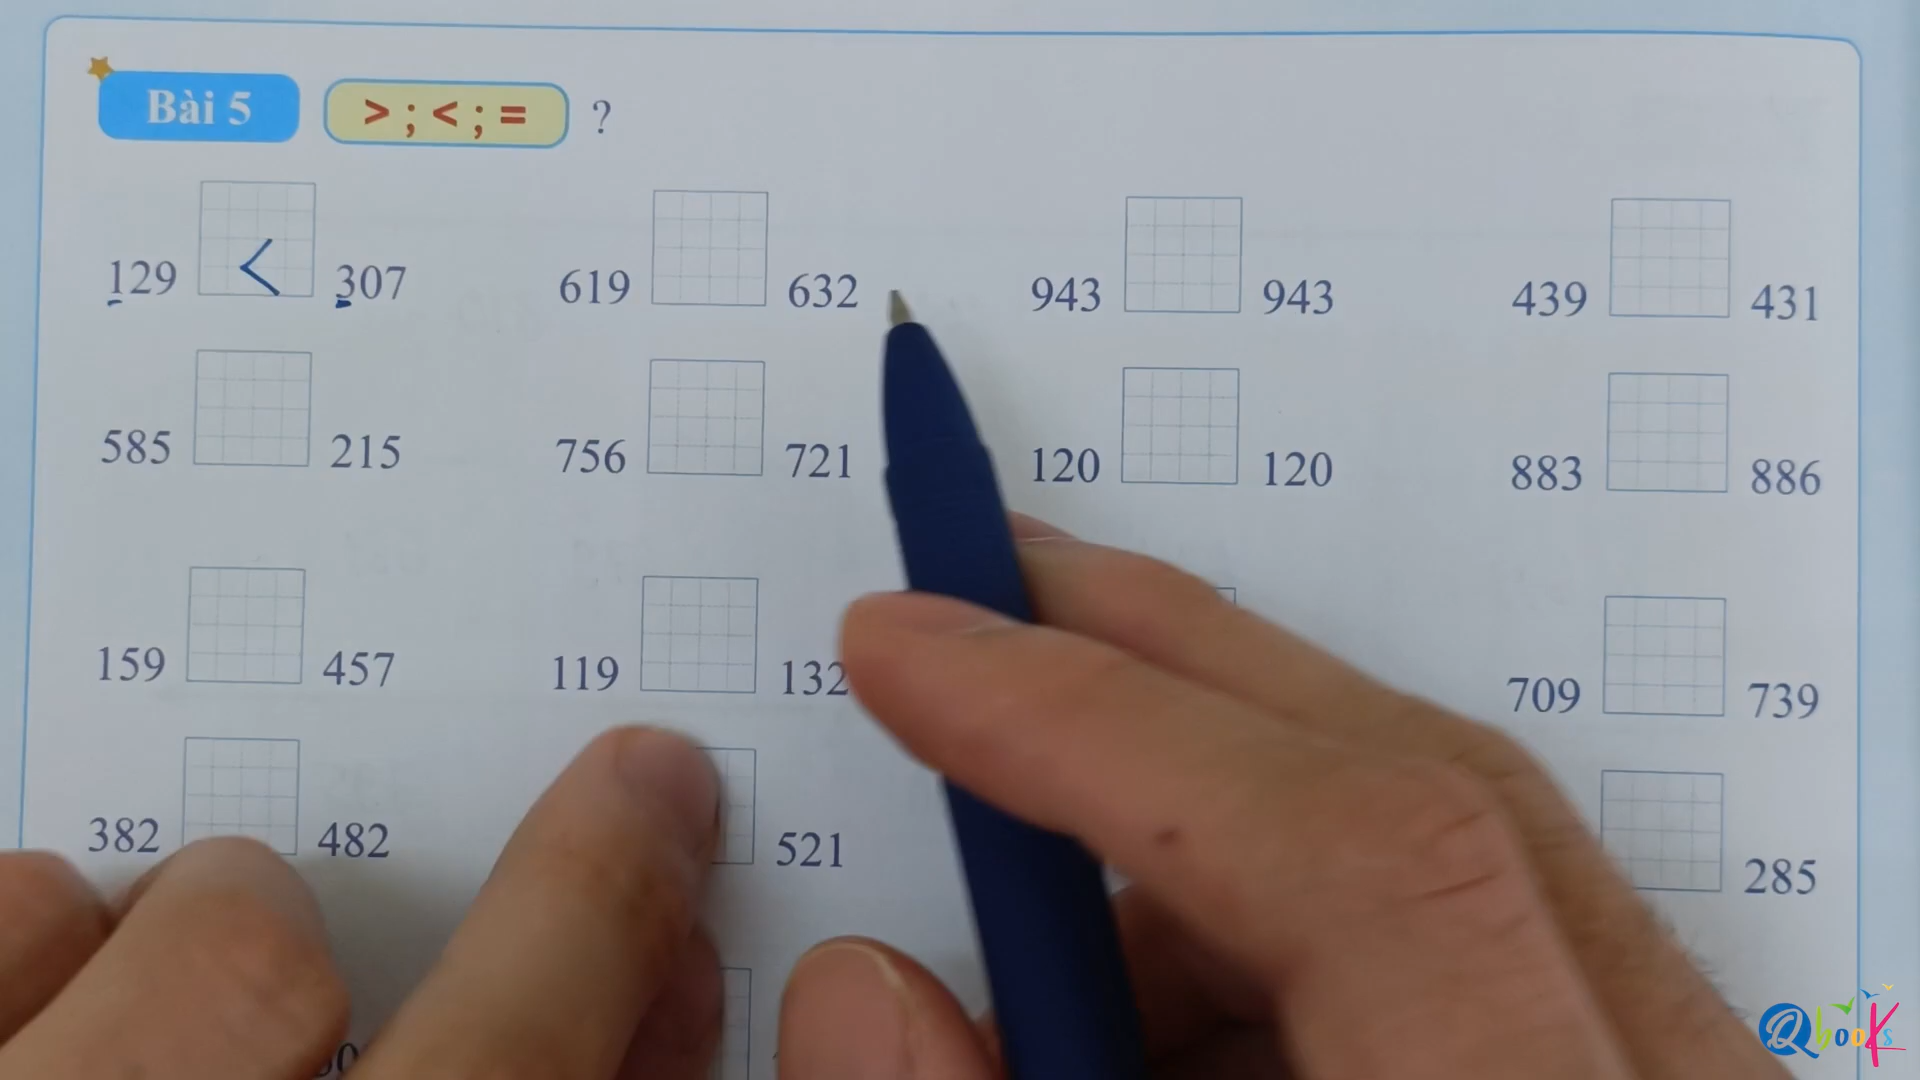 Bài 5 > ; < ; = ?
129 < 307 619 632 943 943 439 431
585 215 756 721 120 120 883 886
159 457 119 132 709 739
382 482 521 285
Qbooks